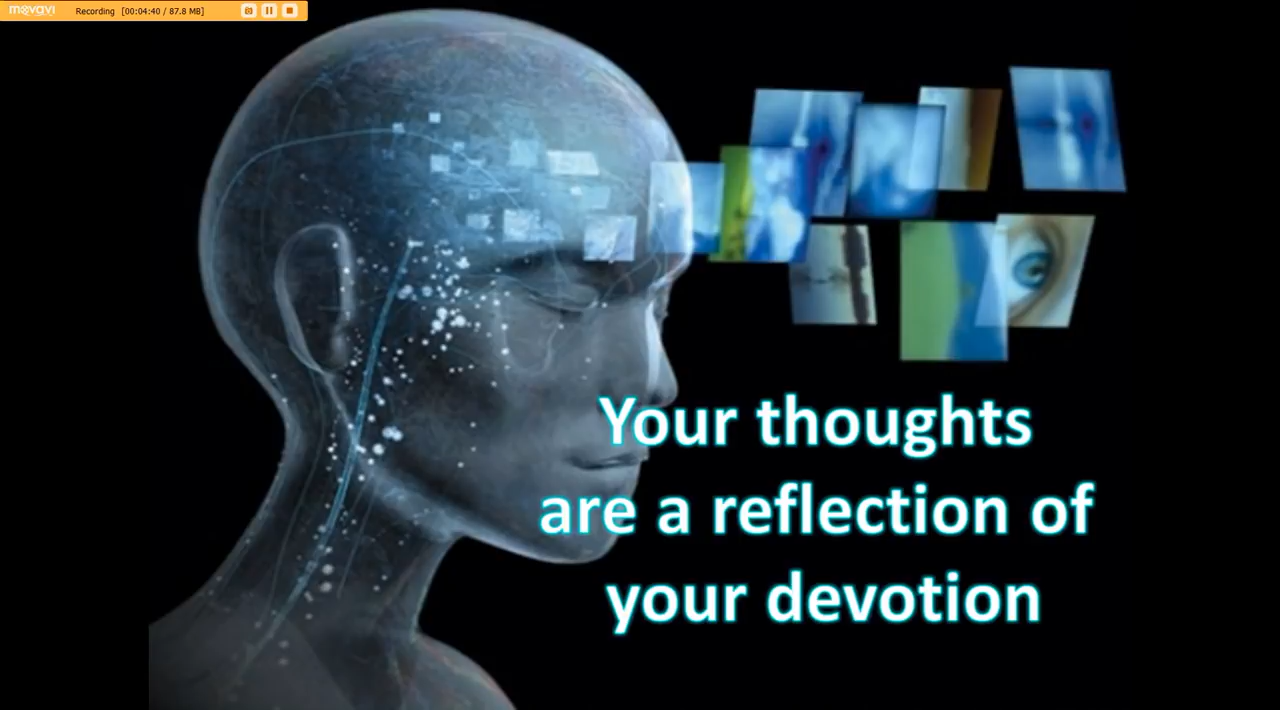 movavi Recording [00:04:40 / 87.8 MB]
Your thoughts
are a reflection of
your devotion